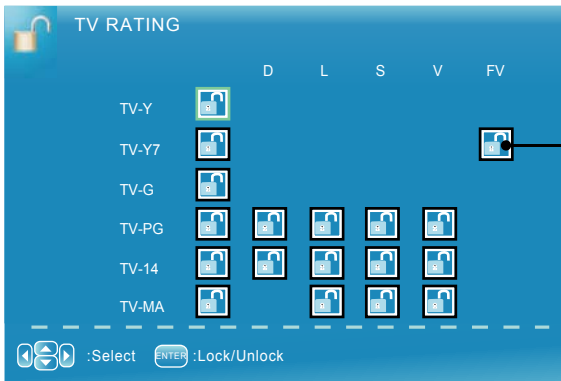 TV RATING
D L S V FV
TV-Y
TV-Y7
TV-G
TV-PG
TV-14
TV-MA
:Select ENTER :Lock/Unlock